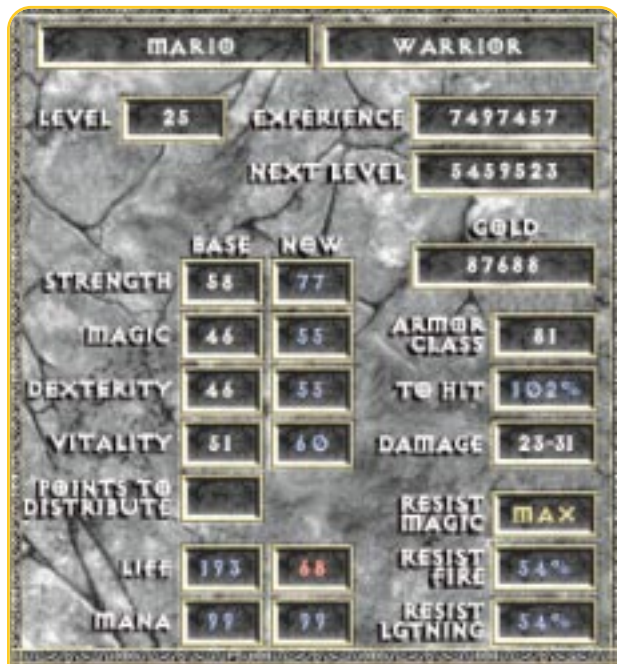 MARIO WARRIOR
LEVEL 25 EXPERIENCE 7497457
NEXT LEVEL 5459523
GOLD
87688
BASE NOW
STRENGTH 58 77
MAGIC 46 55
ARMOR CLASS 81
DEXTERITY 46 55
TO HIT 102%
VITALITY 51 60
DAMAGE 23-31
POINTS TO DISTRIBUTE
RESIST MAGIC MAX
LIFE 193 68
RESIST FIRE 54%
MANA 99 99
RESIST LGTNING 54%